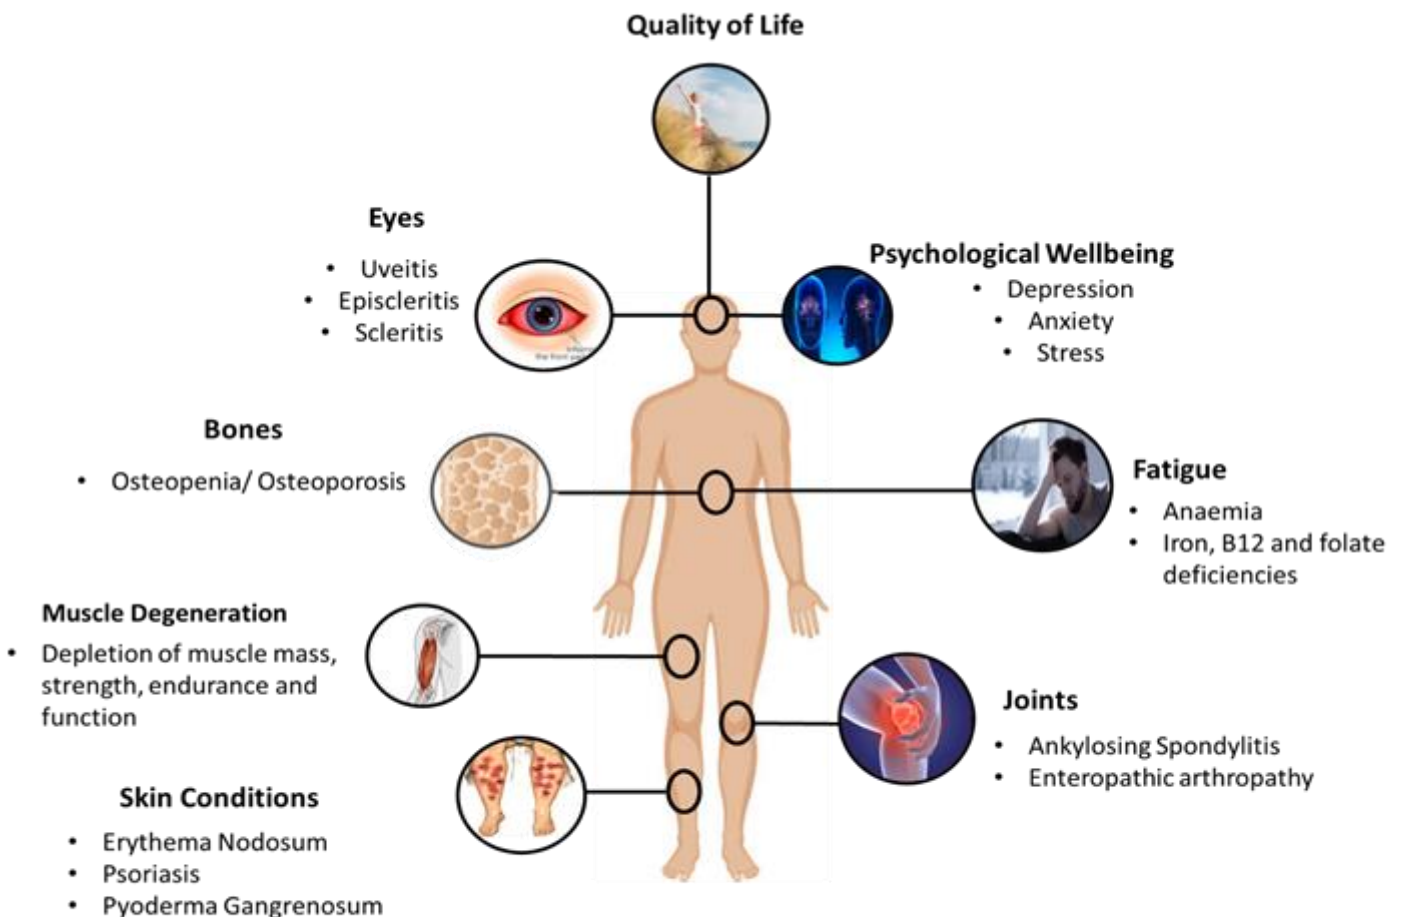 Quality of Life
Eyes
• Uveitis
• Episcleritis
• Scleritis
Psychological Wellbeing
• Depression
• Anxiety
• Stress
Bones
• Osteopenia/ Osteoporosis
Fatigue
• Anaemia
• Iron, B12 and folate
deficiencies
Muscle Degeneration
• Depletion of muscle mass,
strength, endurance and
function
Joints
• Ankylosing Spondylitis
• Enteropathic arthropathy
Skin Conditions
• Erythema Nodosum
• Psoriasis
• Pyoderma Gangrenosum
the front